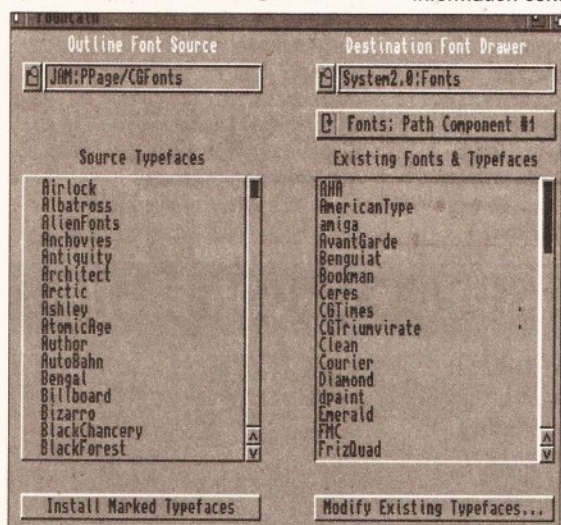 Fountain
Outline Font Source
JAM:PPage/CGFonts
Source Typefaces
Airlock
Albatross
AlienFonts
Anchovies
Antiquity
Architect
Arctic
Ashley
AtomicAge
Author
AutoBahn
Bengal
Billboard
Bizarro
BlackChancery
BlackForest
Install Marked Typefaces
Destination Font Drawer
System2.0:Fonts
Fonts: Path Component #1
Existing Fonts & Typefaces
AHA
AmericanType
amiga
AvantGarde
Benguiat
Bookman
Ceres
CGTimes
CGTriumvirate
Clean
Courier
Diamond
dpaint
Emerald
FMC
FrizQuad
Modify Existing Typefaces...